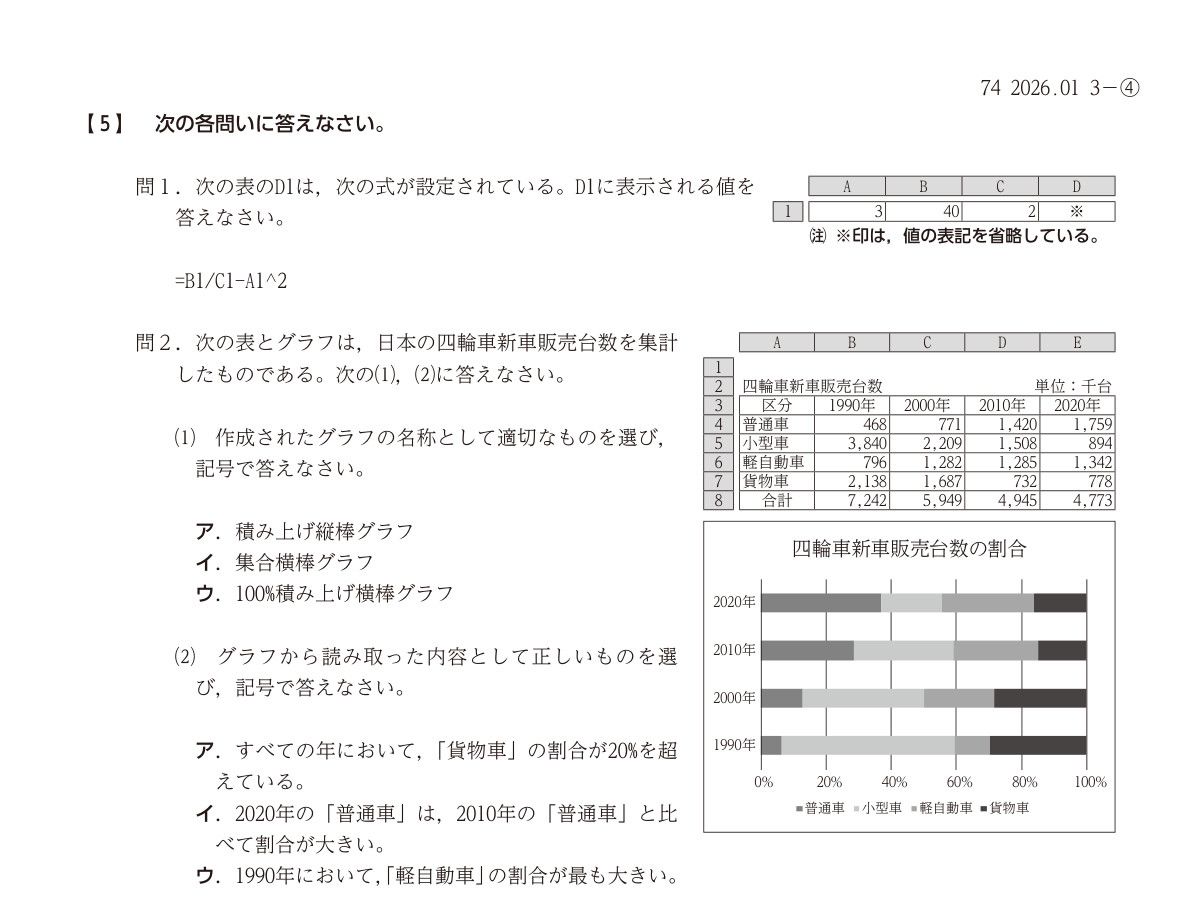 74 2026.01 3－④
【5】 次の各問いに答えなさい。
問１．次の表のD1は，次の式が設定されている。D1に表示される値を
答えなさい。
A B C D
1 3 40 2 ※
㊟ ※印は，値の表記を省略している。
=B1/C1-A1^2
問２．次の表とグラフは，日本の四輪車新車販売台数を集計
したものである。次の⑴，⑵に答えなさい。
⑴ 作成されたグラフの名称として適切なものを選び，
記号で答えなさい。
ア．積み上げ縦棒グラフ
イ．集合横棒グラフ
ウ．100%積み上げ横棒グラフ
⑵ グラフから読み取った内容として正しいものを選
び，記号で答えなさい。
ア．すべての年において，「貨物車」の割合が20%を超
えている。
イ．2020年の「普通車」は，2010年の「普通車」と比
べて割合が大きい。
ウ．1990年において，「軽自動車」の割合が最も大きい。
A B C D E
1
2 四輪車新車販売台数 単位：千台
3 区分 1990年 2000年 2010年 2020年
4 普通車 468 771 1,420 1,759
5 小型車 3,840 2,209 1,508 894
6 軽自動車 796 1,282 1,285 1,342
7 貨物車 2,138 1,687 732 778
8 合計 7,242 5,949 4,945 4,773
四輪車新車販売台数の割合
2020年
2010年
2000年
1990年
0% 20% 40% 60% 80% 100%
■普通車 ■小型車 ■軽自動車 ■貨物車